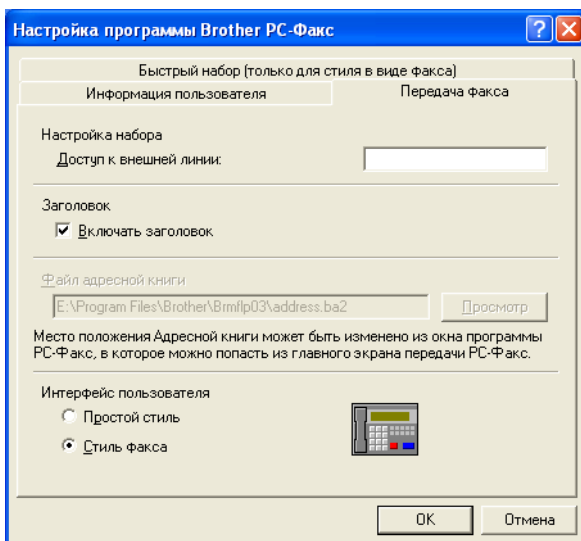 Настройка программы Brother PC-Факс
Быстрый набор (только для стиля в виде факса)
Информация пользователя
Передача факса
Настройка набора
Доступ к внешней линии:
Заголовок
Включать заголовок
Файл адресной книги
E:\Program Files\Brother\Brmflp03\address.ba2
Просмотр
Место положения Адресной книги может быть изменено из окна программы
PC-Факс, в которое можно попасть из главного экрана передачи PC-Факс.
Интерфейс пользователя
Простой стиль
Стиль факса
OK
Отмена